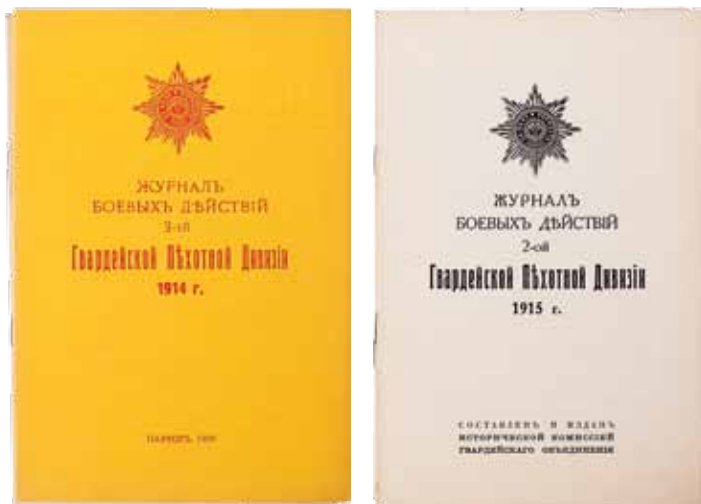 ЖУРНАЛЪ
БОЕВЫХЪ ДѢЙСТВІЙ
2-ой
Гвардейской Пѣхотной Дивизіи
1914 г.
ПАРИЖЪ
ЖУРНАЛЪ
БОЕВЫХЪ ДѢЙСТВІЙ
2-ой
Гвардейской Пѣхотной Дивизіи
1915 г.
СОСТАВЛЕНЪ И ИЗДАНЪ
ИСТОРИЧЕСКОЙ КОМИССІЕЙ
ГВАРДЕЙСКАГО ОБЪЕДИНЕНІЯ